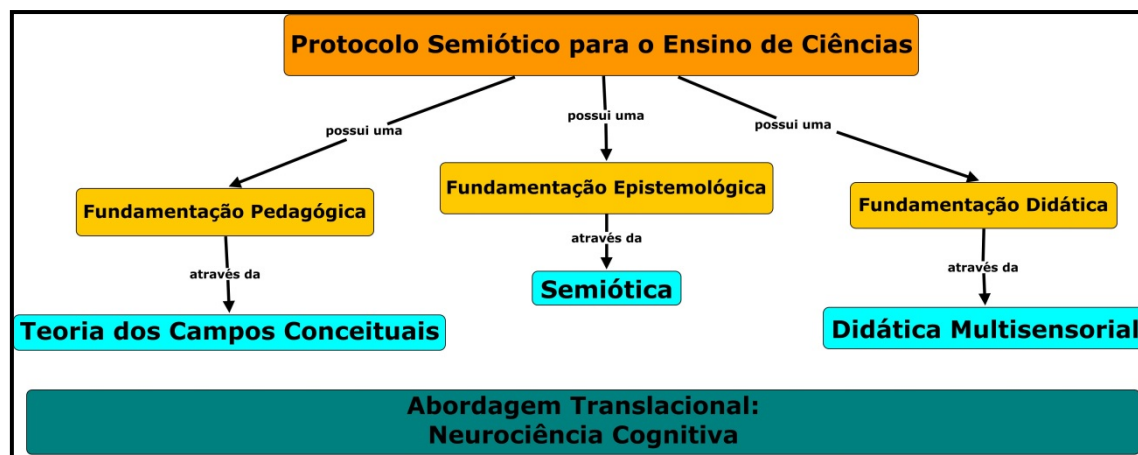 Protocolo Semiótico para o Ensino de Ciências
possui uma
possui uma
possui uma
Fundamentação Pedagógica
Fundamentação Epistemológica
Fundamentação Didática
através da
através da
através da
Teoria dos Campos Conceituais
Semiótica
Didática Multisensorial
Abordagem Translacional:
Neurociência Cognitiva